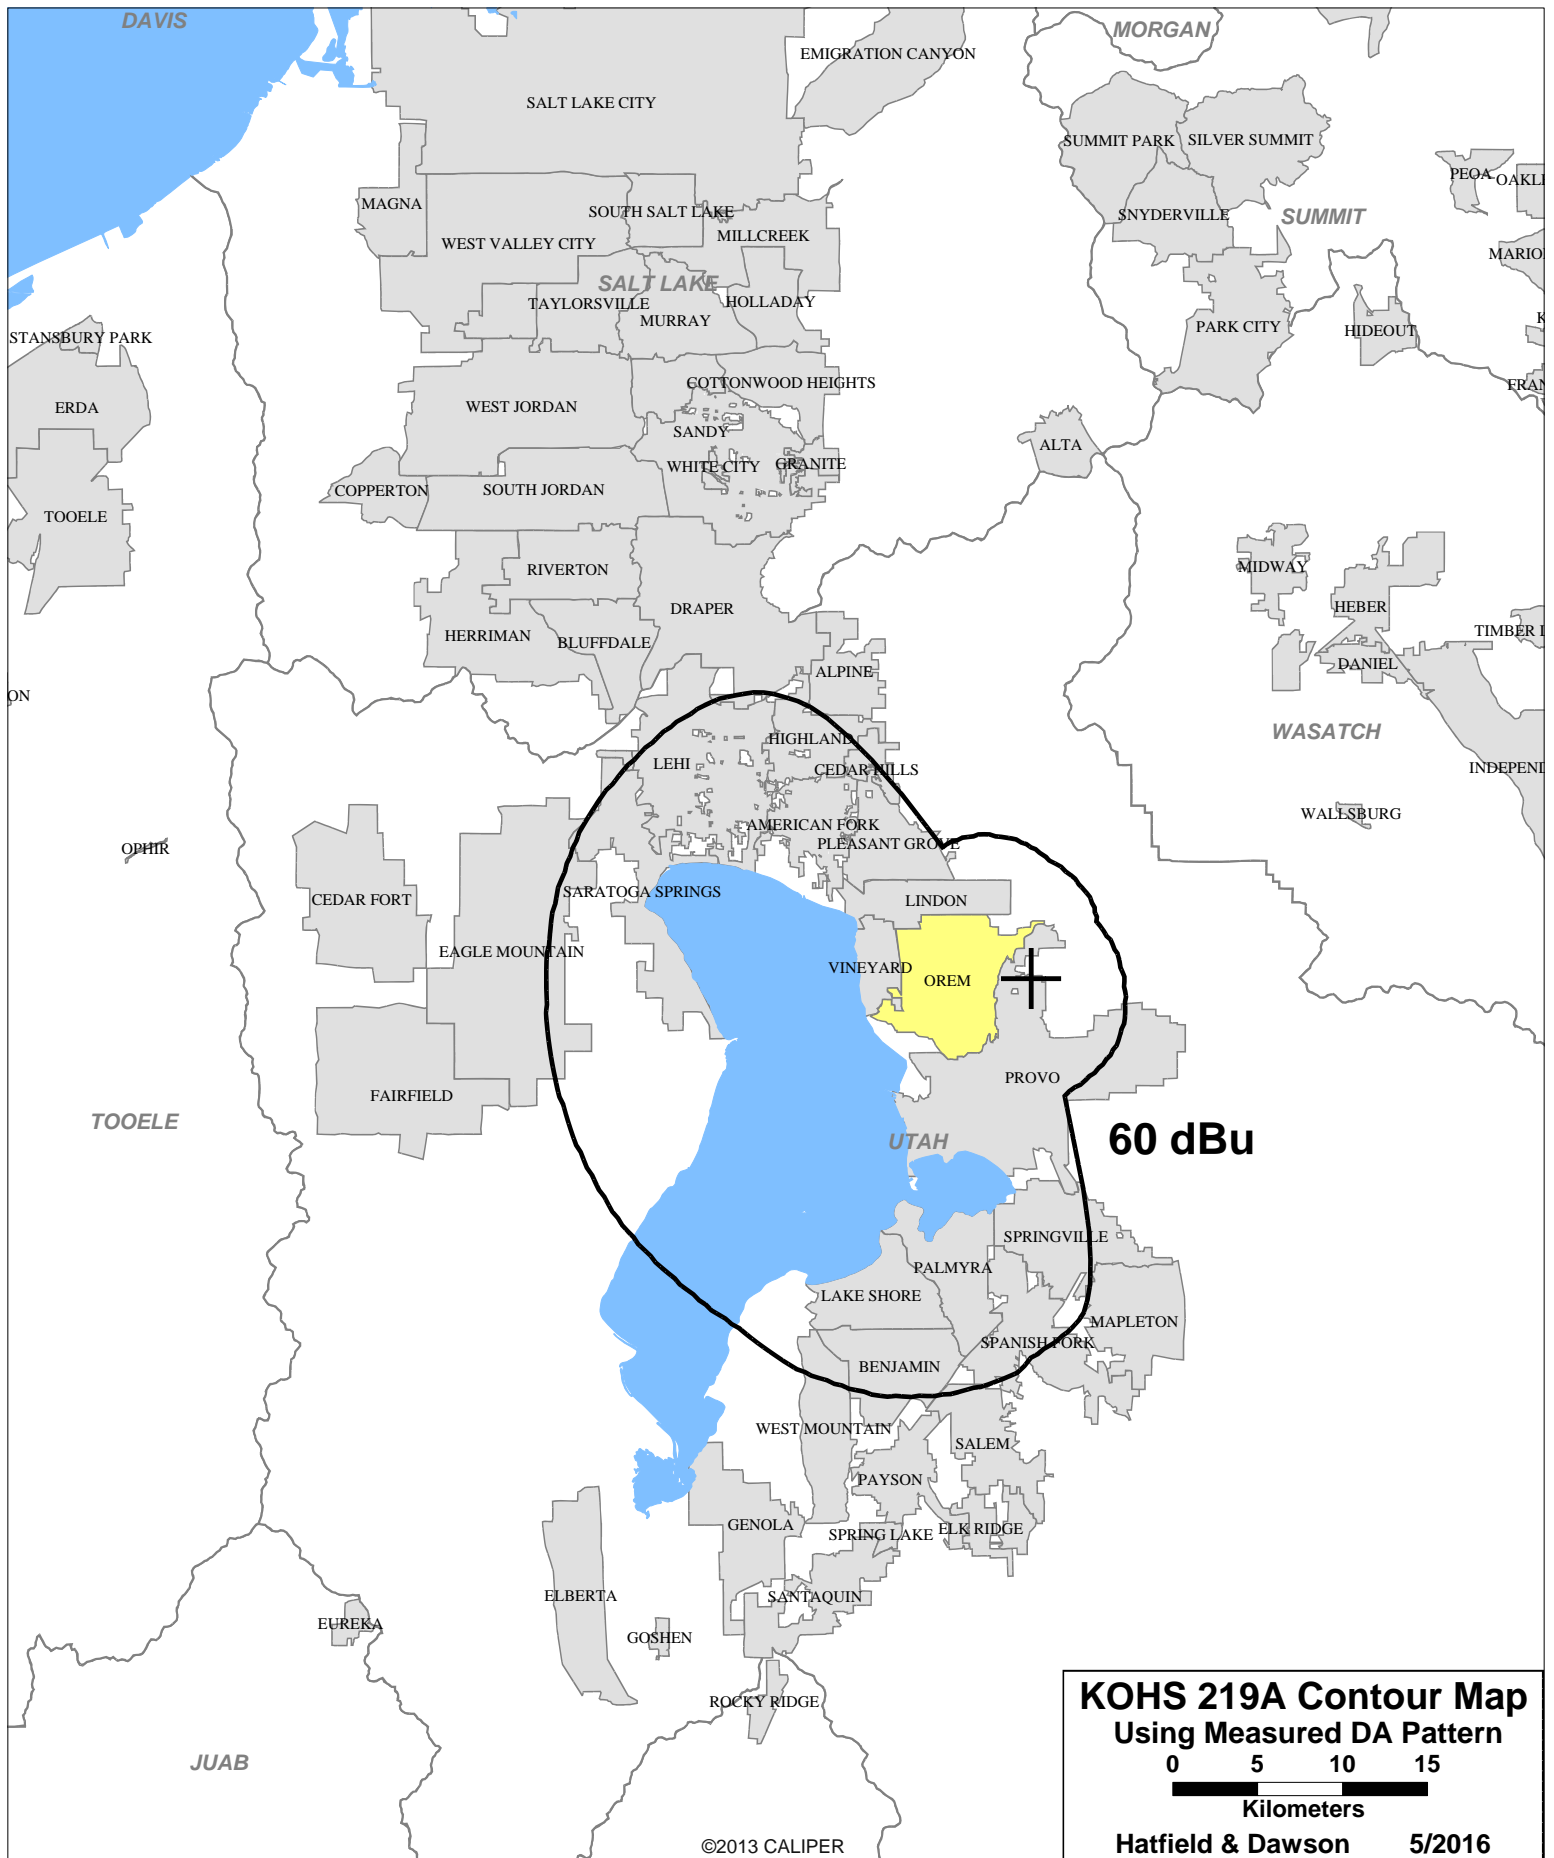 DAVIS
MORGAN
EMIGRATION CANYON
SALT LAKE CITY
SUMMIT PARK
SILVER SUMMIT
PEOA
OAKL
MAGNA
SOUTH SALT LAKE
SNYDERVILLE
SUMMIT
MILLCREEK
WEST VALLEY CITY
MARIO
SALT LAKE
TAYLORSVILLE
HOLLADAY
MURRAY
K
PARK CITY
HIDEOUT
STANSBURY PARK
COTTONWOOD HEIGHTS
FRAN
ERDA
WEST JORDAN
SANDY
ALTA
WHITE CITY
GRANITE
COPPERTON
SOUTH JORDAN
TOOELE
RIVERTON
MIDWAY
DRAPER
HEBER
HERRIMAN
BLUFFDALE
TIMBER L
DANIEL
ALPINE
ON
WASATCH
HIGHLAND
LEHI
CEDAR HILLS
INDEPEND
WALLSBURG
AMERICAN FORK
PLEASANT GROVE
OPHIR
CEDAR FORT
SARATOGA SPRINGS
LINDON
EAGLE MOUNTAIN
VINEYARD
OREM
PROVO
FAIRFIELD
TOOELE
UTAH
60 dBu
SPRINGVILLE
PALMYRA
LAKE SHORE
MAPLETON
SPANISH FORK
BENJAMIN
WEST MOUNTAIN
SALEM
PAYSON
GENOLA
SPRING LAKE
ELK RIDGE
ELBERTA
SANTAQUIN
EUREKA
GOSHEN
ROCKY RIDGE
JUAB
KOHS 219A Contour Map
Using Measured DA Pattern
0 5 10 15
Kilometers
Hatfield & Dawson 5/2016
©2013 CALIPER